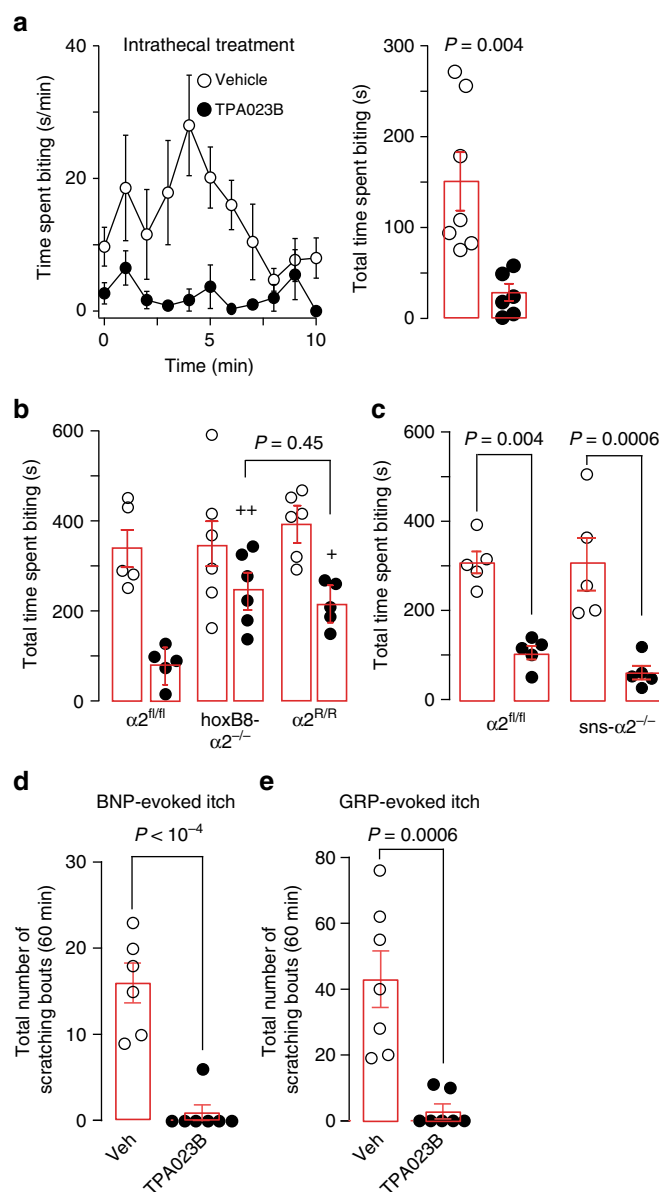 a
Intrathecal treatment
Vehicle
TPA023B
Time spent biting (s/min)
40
20
0
0
5
10
Time (min)
P = 0.004
Total time spent biting (s)
300
200
100
0
b
Total time spent biting (s)
600
400
200
0
P = 0.45
++
+
α2fl/fl
hoxB8-
α2–/–
α2R/R
c
Total time spent biting (s)
600
400
200
0
P = 0.004
P = 0.0006
α2fl/fl
sns-α2–/–
d
BNP-evoked itch
P < 10–4
Total number of
scratching bouts (60 min)
30
20
10
0
Veh
TPA023B
e
GRP-evoked itch
P = 0.0006
Total number of
scratching bouts (60 min)
80
60
40
20
0
Veh
TPA023B